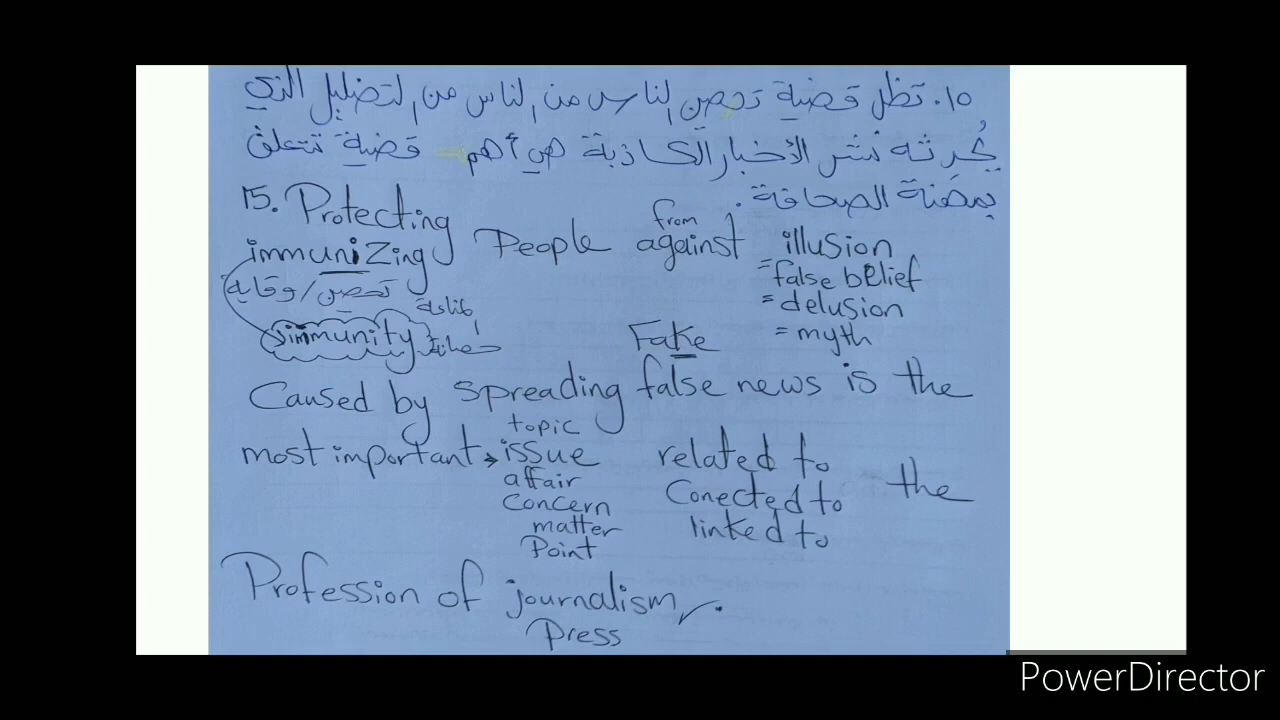 ١٥. تظل قضية تحصين الناس من التضليل الذي
يُحدثه نشر الأخبار الكاذبة هي أهم قضية تتعلق
بمهنة الصحافة.
15. Protecting
immunizing People from against illusion
= false belief
= delusion
= myth
تحصين / وقاية
immunity حصانة / مناعة
Fake
Caused by spreading false news is the
most important issue related to the
topic
affair
concern
matter
Point
Conected to
linked to
Profession of journalism.
Press
PowerDirector